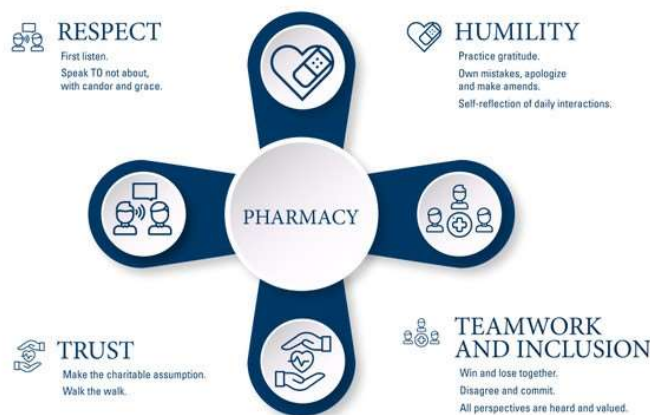 RESPECT
First listen.
Speak TO not about,
with candor and grace.
HUMILITY
Practice gratitude.
Own mistakes, apologize
and make amends.
Self-reflection of daily interactions.
PHARMACY
TRUST
Make the charitable assumption.
Walk the walk.
TEAMWORK
AND INCLUSION
Win and lose together.
Disagree and commit.
All perspectives are heard and valued.